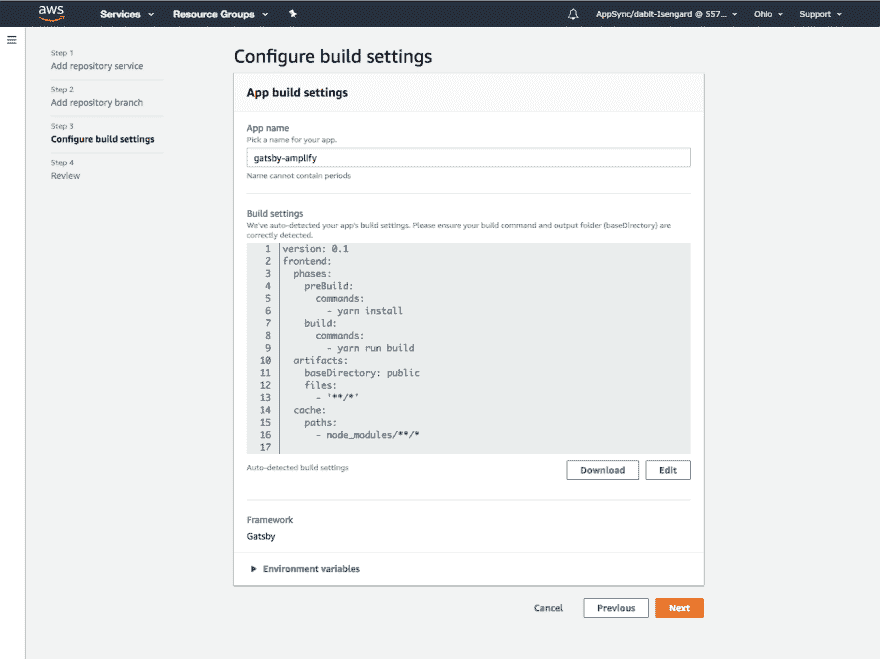 aws
Services
Resource Groups
AppSync/dabit-Isengard @ 557...
Ohio
Support
Step 1
Add repository service
Step 2
Add repository branch
Step 3
Configure build settings
Step 4
Review
Configure build settings
App build settings
App name
Pick a name for your app.
gatsby-amplify
Name cannot contain periods
Build settings
We've auto-detected your app's build settings. Please ensure your build command and output folder (baseDirectory) are
correctly detected.
1 version: 0.1
2 frontend:
3   phases:
4     preBuild:
5       commands:
6         - yarn install
7     build:
8       commands:
9         - yarn run build
10   artifacts:
11     baseDirectory: public
12     files:
13       - '**/*'
14   cache:
15     paths:
16       - node_modules/**/*
17
Auto-detected build settings
Download
Edit
Framework
Gatsby
Environment variables
Cancel
Previous
Next